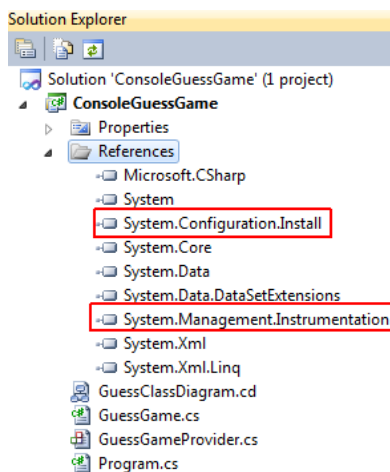 Solution Explorer
Solution 'ConsoleGuessGame' (1 project)
ConsoleGuessGame
Properties
References
Microsoft.CSharp
System
System.Configuration.Install
System.Core
System.Data
System.Data.DataSetExtensions
System.Management.Instrumentation
System.Xml
System.Xml.Linq
GuessClassDiagram.cd
GuessGame.cs
GuessGameProvider.cs
Program.cs